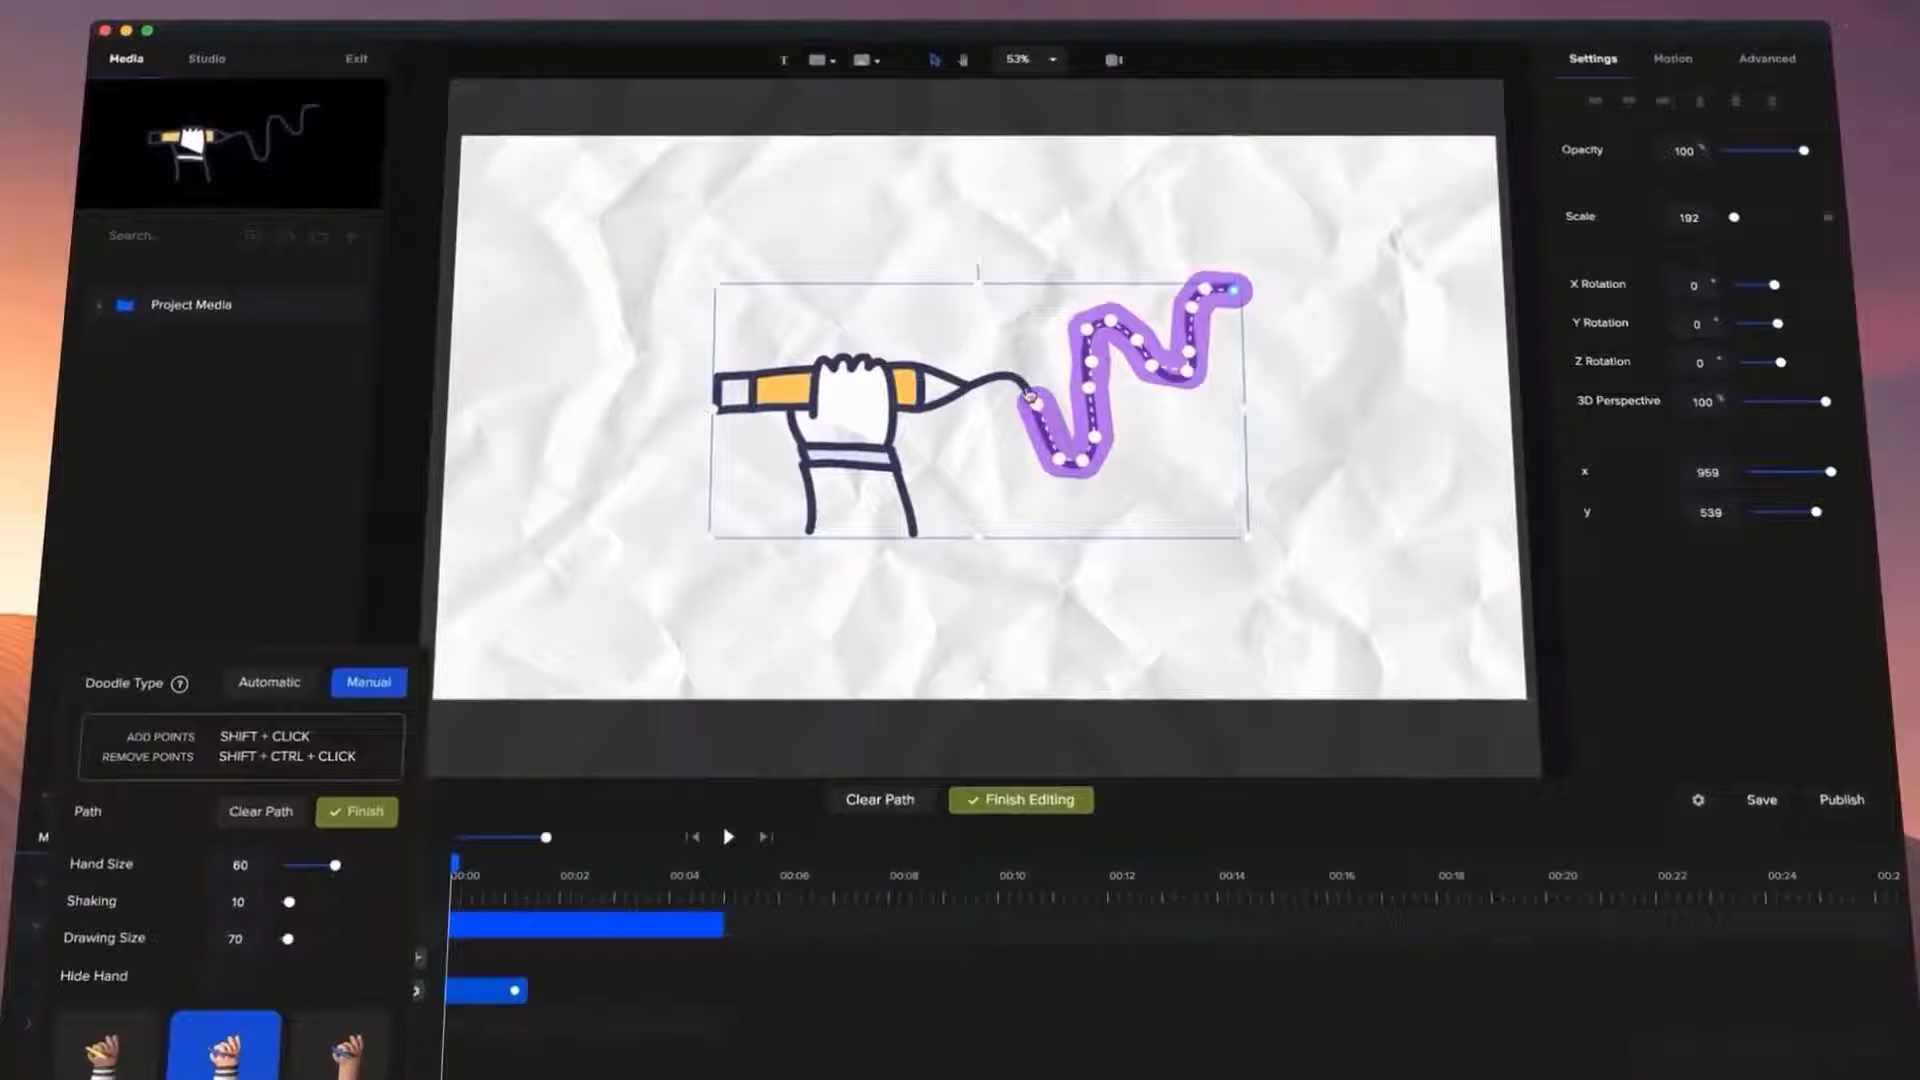 Media Studio Exit
T 53%
Settings Motion Advanced
Opacity 100 %
Search...
Scale 192
Project Media
X Rotation 0 °
Y Rotation 0 °
Z Rotation 0 °
3D Perspective 100 %
x 959
y 539
Doodle Type ? Automatic Manual
ADD POINTS SHIFT + CLICK
REMOVE POINTS SHIFT + CTRL + CLICK
Path Clear Path Finish
Clear Path Finish Editing
Save Publish
M
Hand Size 60
Shaking 10
Drawing Size 70
Hide Hand
00:00 00:02 00:04 00:06 00:08 00:10 00:12 00:14 00:16 00:18 00:20 00:22 00:24 00:2